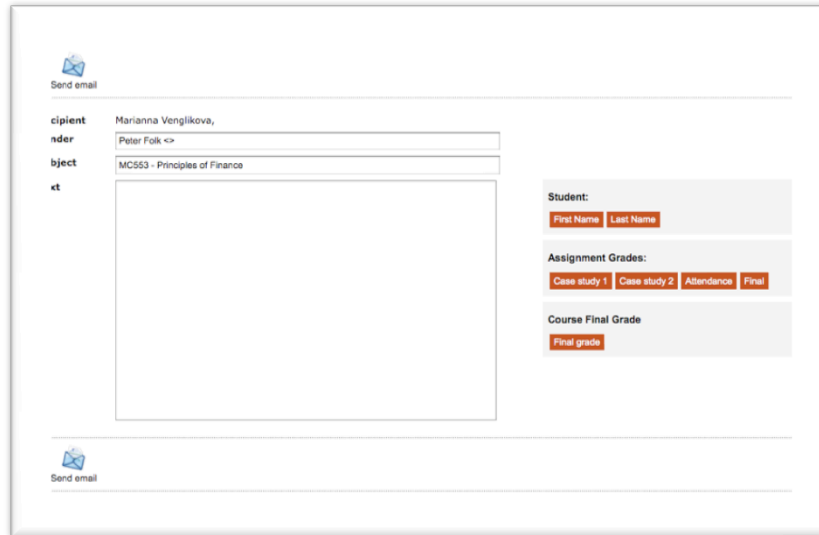 Send email
cipient Marianna Venglikova,
nder Peter Folk <>
bject MC553 - Principles of Finance
xt
Student:
First Name Last Name
Assignment Grades:
Case study 1 Case study 2 Attendance Final
Course Final Grade
Final grade
Send email